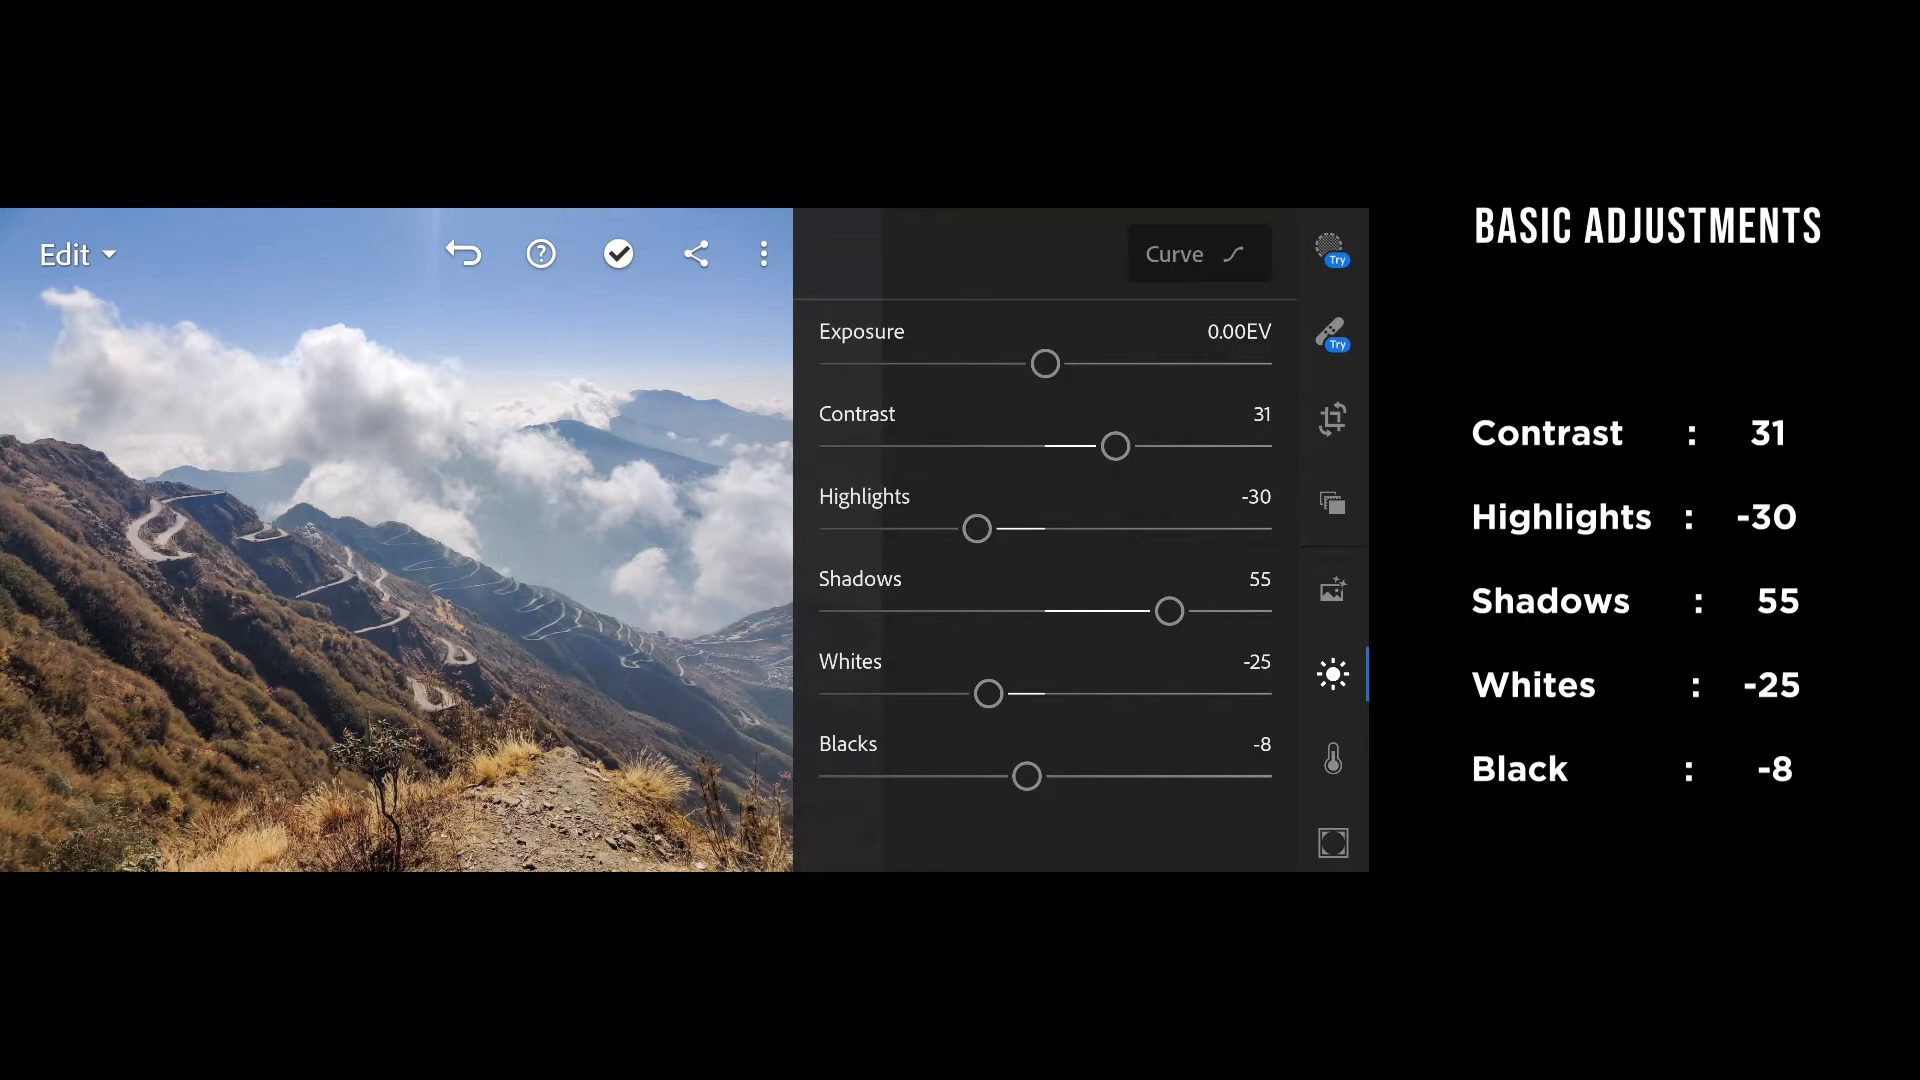 Edit
Curve
Try
Try
Exposure 0.00EV
Contrast 31
Highlights -30
Shadows 55
Whites -25
Blacks -8
BASIC ADJUSTMENTS
Contrast : 31
Highlights : -30
Shadows : 55
Whites : -25
Black : -8